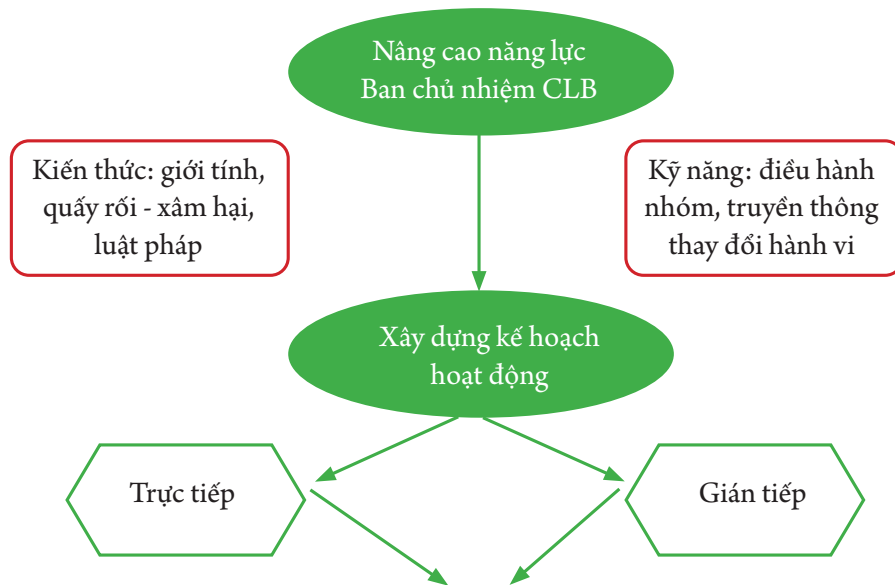 Nâng cao năng lực
Ban chủ nhiệm CLB
Kiến thức: giới tính,
quấy rối - xâm hại,
luật pháp
Kỹ năng: điều hành
nhóm, truyền thông
thay đổi hành vi
Xây dựng kế hoạch
hoạt động
Trực tiếp
Gián tiếp